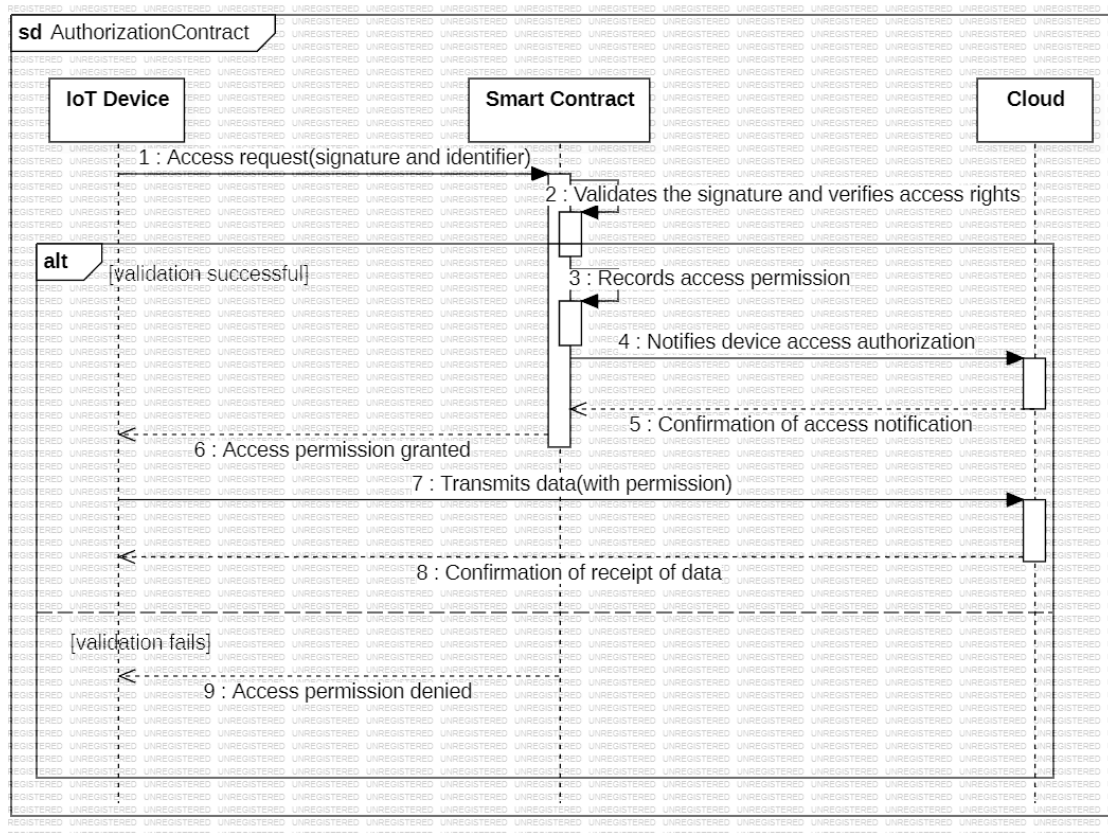 sd AuthorizationContract
IoT Device
Smart Contract
Cloud
1 : Access request(signature and identifier)
2 : Validates the signature and verifies access rights
alt
[validation successful]
3 : Records access permission
4 : Notifies device access authorization
5 : Confirmation of access notification
6 : Access permission granted
7 : Transmits data(with permission)
8 : Confirmation of receipt of data
[validation fails]
9 : Access permission denied
UNREGISTERED